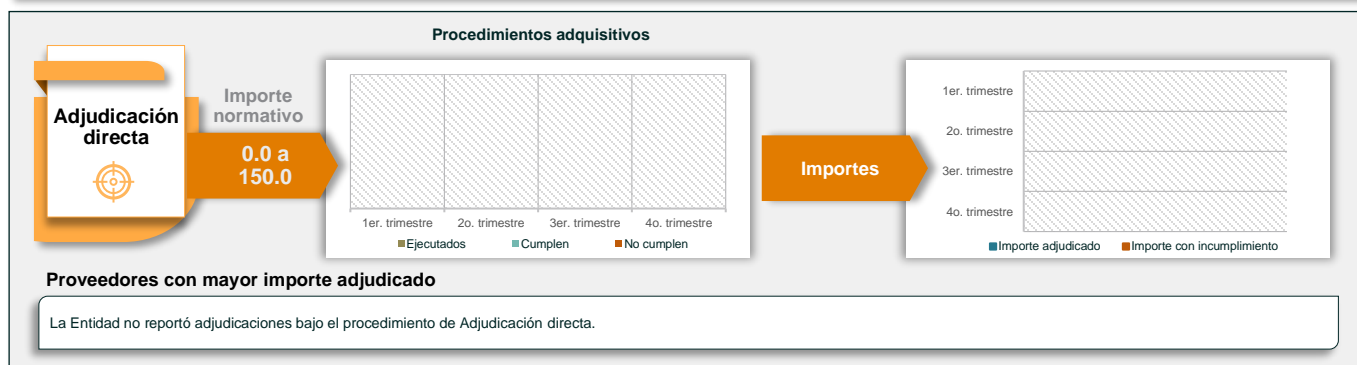 Procedimientos adquisitivos
Adjudicación
directa
Importe
normativo
0.0 a
150.0
1er. trimestre 2o. trimestre 3er. trimestre 4o. trimestre
Ejecutados Cumplen No cumplen
Importes
1er. trimestre
2o. trimestre
3er. trimestre
4o. trimestre
Importe adjudicado Importe con incumplimiento
Proveedores con mayor importe adjudicado
La Entidad no reportó adjudicaciones bajo el procedimiento de Adjudicación directa.